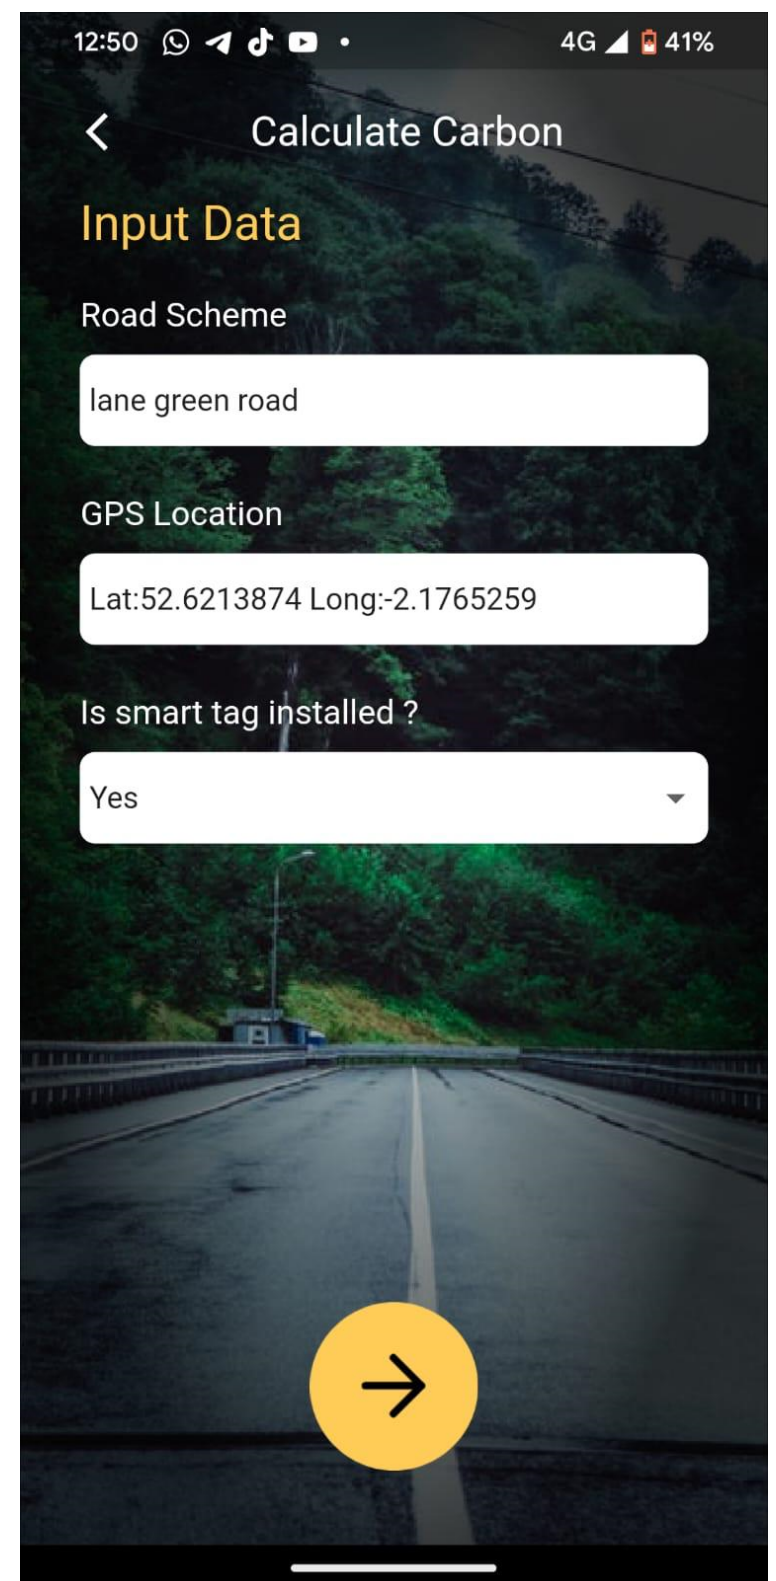 12:50 4G 41%
Calculate Carbon
Input Data
Road Scheme
lane green road
GPS Location
Lat:52.6213874 Long:-2.1765259
Is smart tag installed ?
Yes